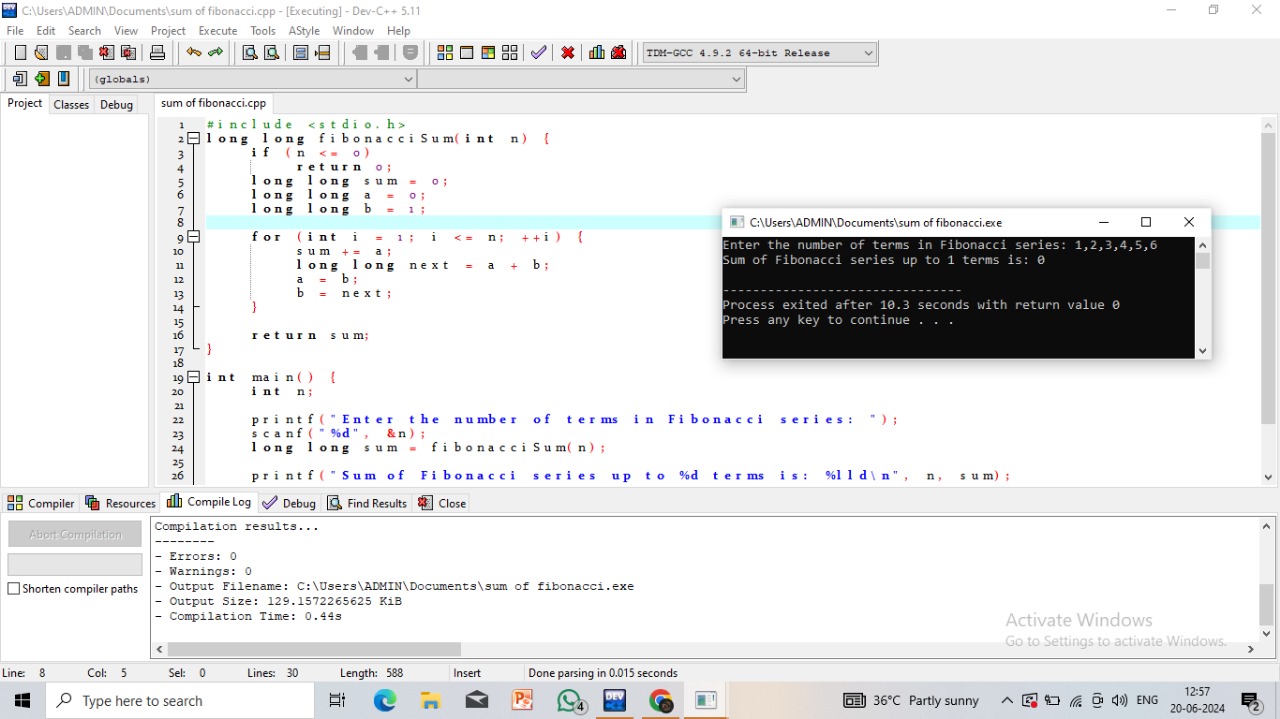 C:\Users\ADMIN\Documents\sum of fibonacci.cpp - [Executing] - Dev-C++ 5.11
File Edit Search View Project Execute Tools AStyle Window Help
TDM-GCC 4.9.2 64-bit Release
(globals)
Project Classes Debug
sum of fibonacci.cpp
1 #include <stdio.h>
2 long long fibonacciSum(int n) {
3 if (n <= 0)
4 return 0;
5 long long sum = 0;
6 long long a = 0;
7 long long b = 1;
8
9 for (int i = 1; i <= n; ++i) {
10 sum += a;
11 long long next = a + b;
12 a = b;
13 b = next;
14 }
15
16 return sum;
17 }
18
19 int main() {
20 int n;
21
22 printf("Enter the number of terms in Fibonacci series: ");
23 scanf("%d", &n);
24 long long sum = fibonacciSum(n);
25
26 printf("Sum of Fibonacci series up to %d terms is: %lld\n", n, sum);
C:\Users\ADMIN\Documents\sum of fibonacci.exe
Enter the number of terms in Fibonacci series: 1,2,3,4,5,6
Sum of Fibonacci series up to 1 terms is: 0
--------------------------------
Process exited after 10.3 seconds with return value 0
Press any key to continue . . .
Compiler Resources Compile Log Debug Find Results Close
Abort Compilation
Shorten compiler paths
Compilation results...
--------
- Errors: 0
- Warnings: 0
- Output Filename: C:\Users\ADMIN\Documents\sum of fibonacci.exe
- Output Size: 129.1572265625 KiB
- Compilation Time: 0.44s
Activate Windows
Go to Settings to activate Windows.
Line: 8 Col: 5 Sel: 0 Lines: 30 Length: 588 Insert Done parsing in 0.015 seconds
Type here to search
4
DEV
36°C Partly sunny
ENG
12:57
20-06-2024
2